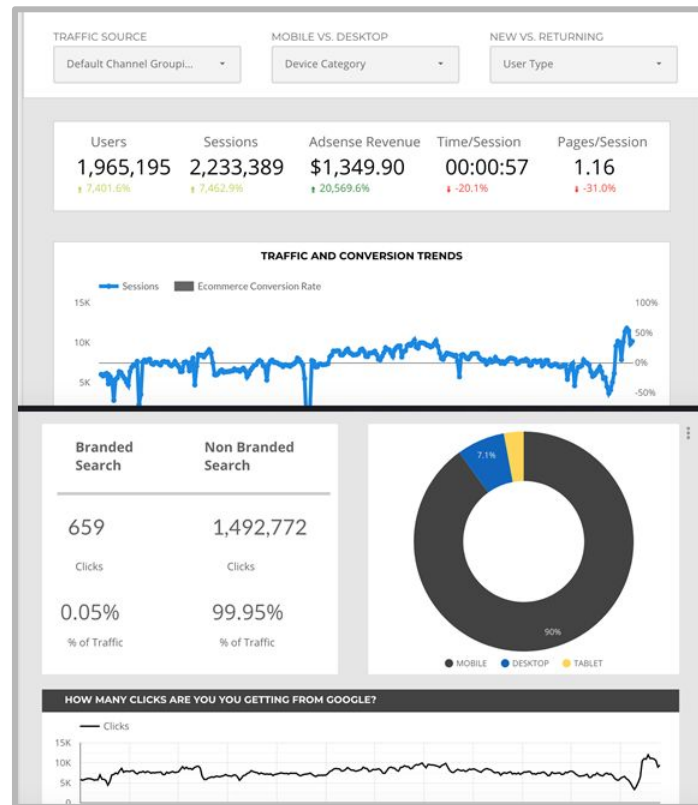 TRAFFIC SOURCE
MOBILE VS. DESKTOP
NEW VS. RETURNING
Default Channel Groupi...
Device Category
User Type
Users
Sessions
Adsense Revenue
Time/Session
Pages/Session
1,965,195
2,233,389
$1,349.90
00:00:57
1.16
7,401.6%
7,462.9%
20,569.6%
-20.1%
-31.0%
TRAFFIC AND CONVERSION TRENDS
Sessions
Ecommerce Conversion Rate
15K
10K
5K
100%
50%
0%
-50%
Branded
Search
Non Branded
Search
659
1,492,772
Clicks
Clicks
0.05%
99.95%
% of Traffic
% of Traffic
7.1%
90%
MOBILE
DESKTOP
TABLET
HOW MANY CLICKS ARE YOU YOU GETTING FROM GOOGLE?
Clicks
15K
10K
5K
0